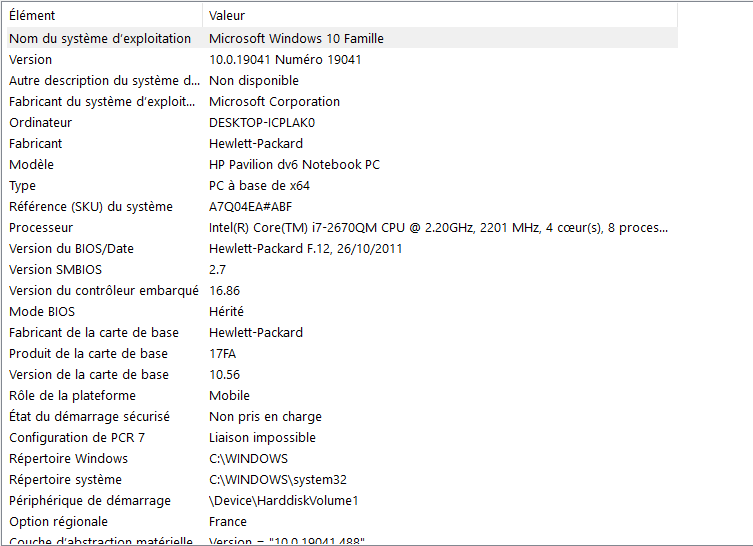 Élément Valeur
Nom du système d'exploitation Microsoft Windows 10 Famille
Version 10.0.19041 Numéro 19041
Autre description du système d... Non disponible
Fabricant du système d'exploit... Microsoft Corporation
Ordinateur DESKTOP-ICPLAK0
Fabricant Hewlett-Packard
Modèle HP Pavilion dv6 Notebook PC
Type PC à base de x64
Référence (SKU) du système A7Q04EA#ABF
Processeur Intel(R) Core(TM) i7-2670QM CPU @ 2.20GHz, 2201 MHz, 4 cœur(s), 8 proces...
Version du BIOS/Date Hewlett-Packard F.12, 26/10/2011
Version SMBIOS 2.7
Version du contrôleur embarqué 16.86
Mode BIOS Hérité
Fabricant de la carte de base Hewlett-Packard
Produit de la carte de base 17FA
Version de la carte de base 10.56
Rôle de la plateforme Mobile
État du démarrage sécurisé Non pris en charge
Configuration de PCR 7 Liaison impossible
Répertoire Windows C:\WINDOWS
Répertoire système C:\WINDOWS\system32
Périphérique de démarrage \Device\HarddiskVolume1
Option régionale France
Couche d'abstraction matérielle Version = "10.0.19041.488"